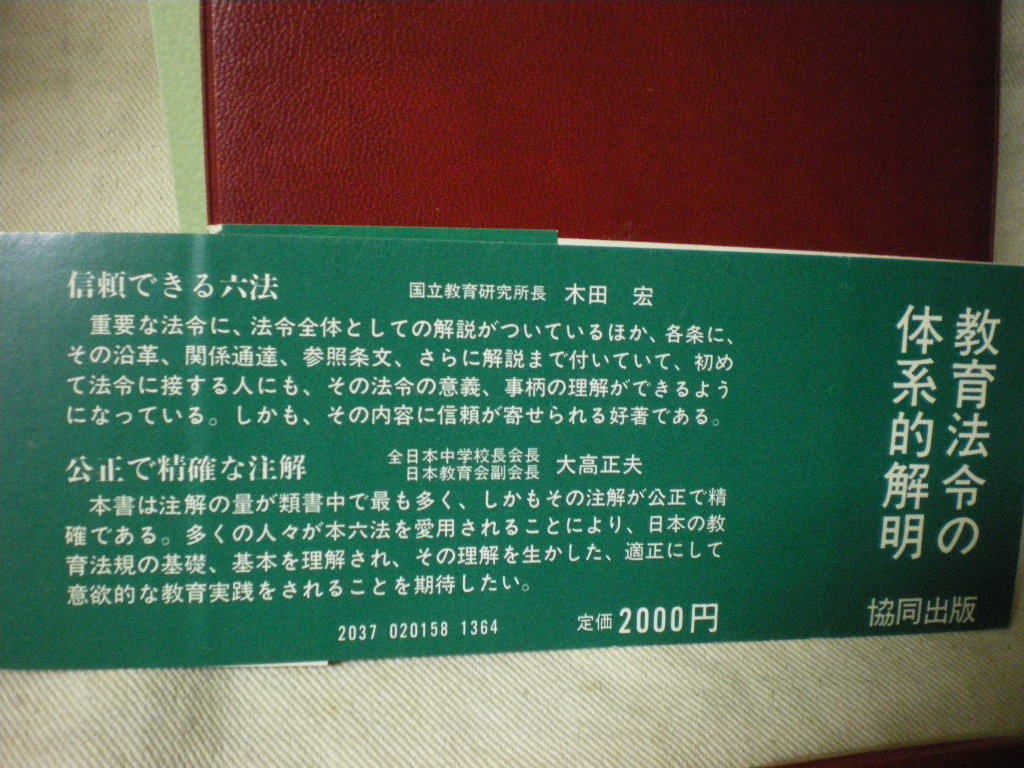 教育法令の
体系的解明
協同出版
信頼できる六法
国立教育研究所長 木田 宏
重要な法令に、法令全体としての解説がついているほか、各条に、
その沿革、関係通達、参照条文、さらに解説まで付いていて、初め
て法令に接する人にも、その法令の意義、事柄の理解ができるよう
になっている。しかも、その内容に信頼が寄せられる好著である。
公正で精確な注解
全日本中学校長会会長
日本教育会副会長
大高正夫
本書は注解の量が類書中で最も多く、しかもその注解が公正で精
確である。多くの人々が本六法を愛用されることにより、日本の教
育法規の基礎、基本を理解され、その理解を生かした、適正にして
意欲的な教育実践をされることを期待したい。
2037 020158 1364
定価2000円